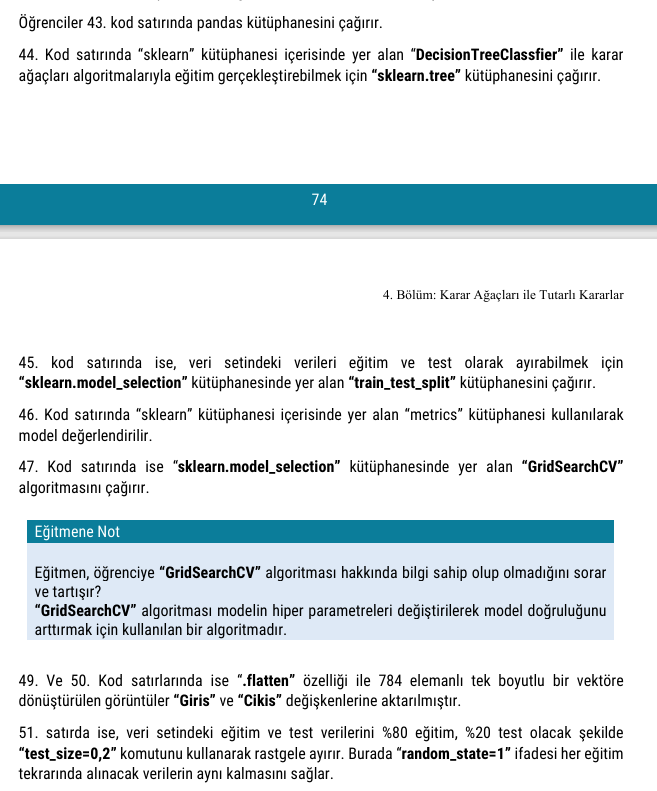 Öğrenciler 43. kod satırında pandas kütüphanesini çağırır.
44. Kod satırında “sklearn” kütüphanesi içerisinde yer alan “DecisionTreeClassfier” ile karar
ağaçları algoritmalarıyla eğitim gerçekleştirebilmek için “sklearn.tree” kütüphanesini çağırır.
74
4. Bölüm: Karar Ağaçları ile Tutarlı Kararlar
45. kod satırında ise, veri setindeki verileri eğitim ve test olarak ayırabilmek için
“sklearn.model_selection” kütüphanesinde yer alan “train_test_split” kütüphanesini çağırır.
46. Kod satırında “sklearn” kütüphanesi içerisinde yer alan “metrics” kütüphanesi kullanılarak
model değerlendirilir.
47. Kod satırında ise “sklearn.model_selection” kütüphanesinde yer alan “GridSearchCV”
algoritmasını çağırır.
Eğitmene Not
Eğitmen, öğrenciye “GridSearchCV” algoritması hakkında bilgi sahip olup olmadığını sorar
ve tartışır?
“GridSearchCV” algoritması modelin hiper parametreleri değiştirilerek model doğruluğunu
arttırmak için kullanılan bir algoritmadır.
49. Ve 50. Kod satırlarında ise “.flatten” özelliği ile 784 elemanlı tek boyutlu bir vektöre
dönüştürülen görüntüler “Giris” ve “Cikis” değişkenlerine aktarılmıştır.
51. satırda ise, veri setindeki eğitim ve test verilerini %80 eğitim, %20 test olacak şekilde
“test_size=0,2” komutunu kullanarak rastgele ayırır. Burada “random_state=1” ifadesi her eğitim
tekrarında alınacak verilerin aynı kalmasını sağlar.